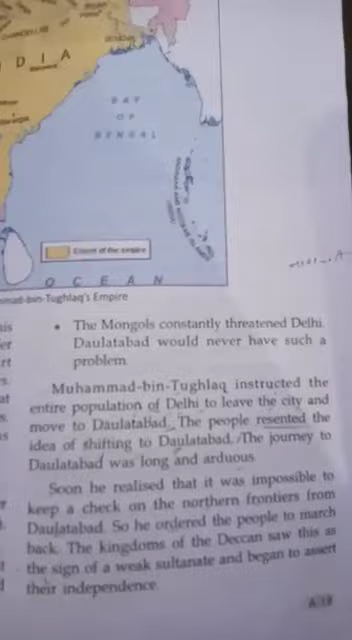 D I A
BAY
OF
BENGAL
Extent of the empire
O C E A N
mad-bin-Tughlaq's Empire
• The Mongols constantly threatened Delhi.
Daulatabad would never have such a
problem.
Muhammad-bin-Tughlaq instructed the
entire population of Delhi to leave the city and
move to Daulatabad. The people resented the
idea of shifting to Daulatabad. The journey to
Daulatabad was long and arduous.
Soon he realised that it was impossible to
keep a check on the northern frontiers from
Daulatabad. So he ordered the people to march
back. The kingdoms of the Deccan saw this as
the sign of a weak sultanate and began to assert
their independence.